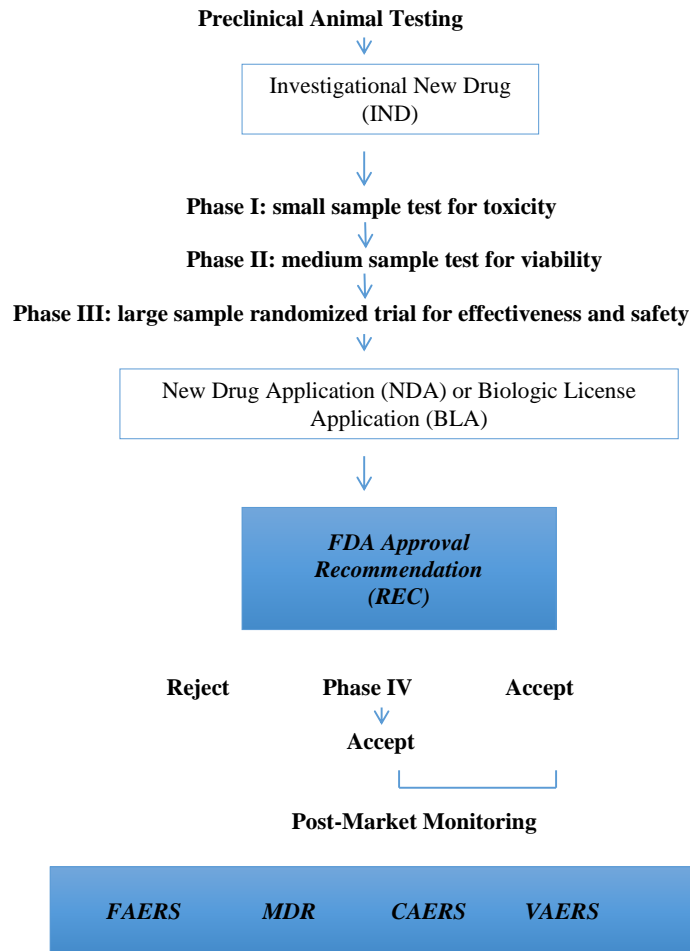 Preclinical Animal Testing
Investigational New Drug
(IND)
Phase I: small sample test for toxicity
Phase II: medium sample test for viability
Phase III: large sample randomized trial for effectiveness and safety
New Drug Application (NDA) or Biologic License
Application (BLA)
FDA Approval
Recommendation
(REC)
Reject Phase IV Accept
Accept
Post-Market Monitoring
FAERS MDR CAERS VAERS